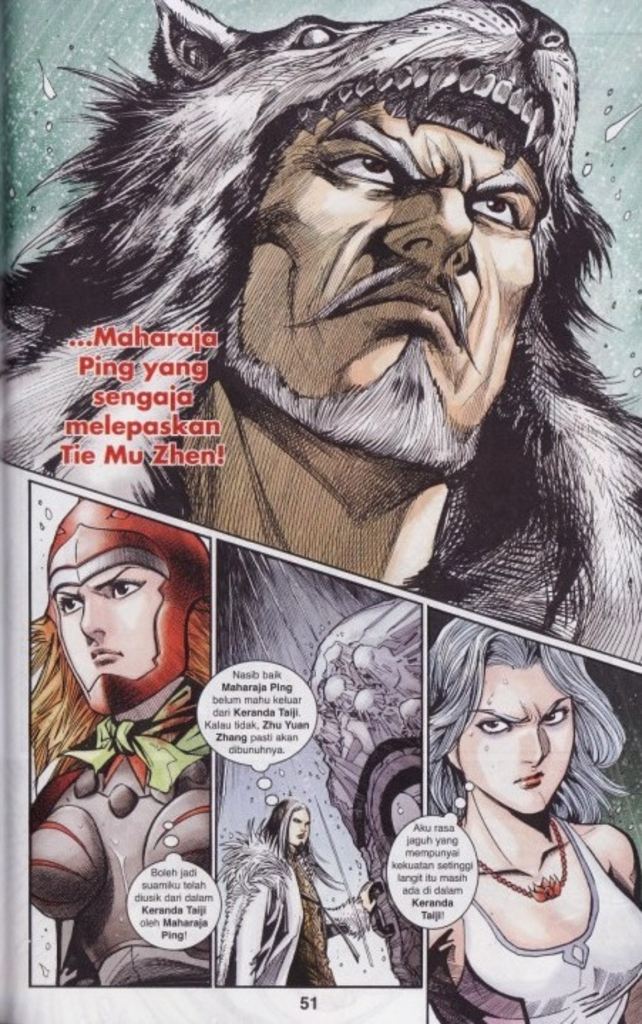 ...Maharaja
Ping yang
sengaja
melepaskan
Tie Mu Zhen!
Boleh jadi
suamiku telah
diusik dari dalam
Keranda Taiji
oleh Maharaja
Ping!
Nasib baik
Maharaja Ping
belum mahu keluar
dari Keranda Taiji.
Kalau tidak, Zhu Yuan
Zhang pasti akan
dibunuhnya.
Aku rasa
jaguh yang
mempunyai
kekuatan setinggi
langit itu masih
ada di dalam
Keranda
Taiji!
51